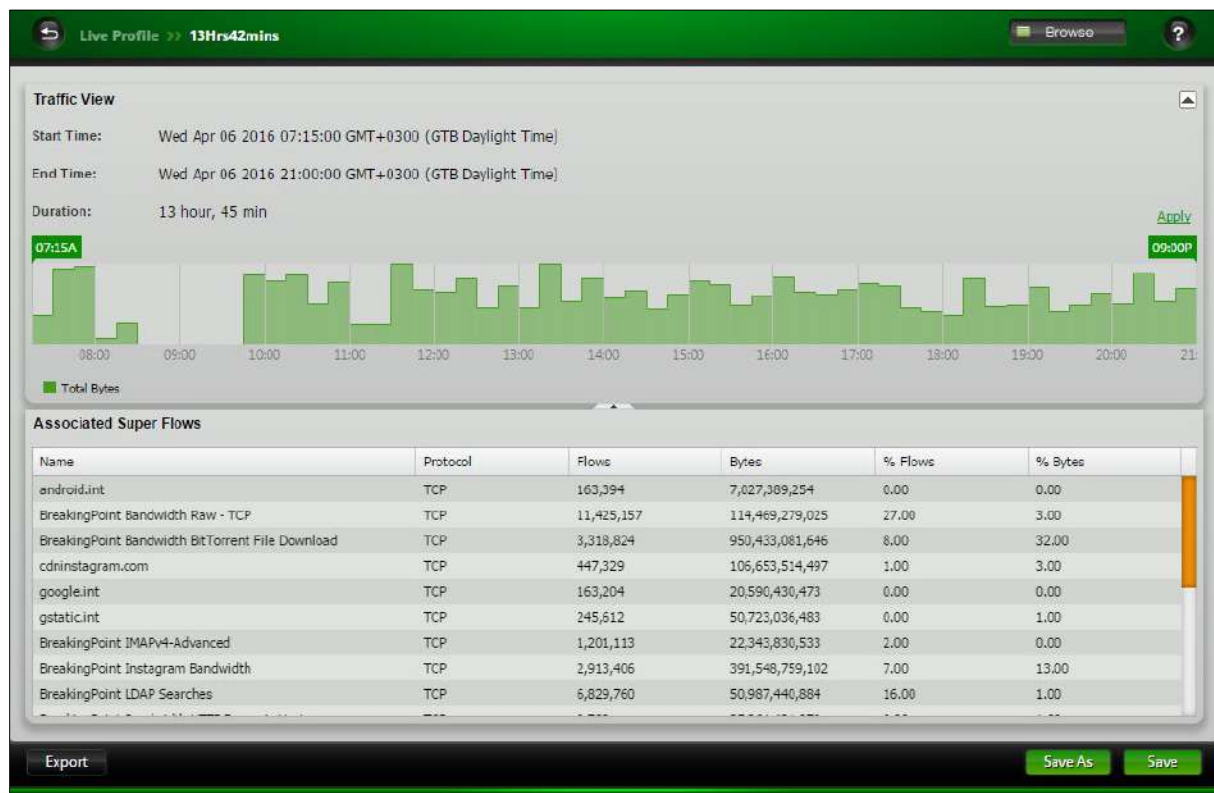 Live Profile >> 13Hrs42mins
Browse
?
Traffic View
Start Time: Wed Apr 06 2016 07:15:00 GMT+0300 (GTB Daylight Time)
End Time: Wed Apr 06 2016 21:00:00 GMT+0300 (GTB Daylight Time)
Duration: 13 hour, 45 min
Apply
07:15A 09:00P
08:00 09:00 10:00 11:00 12:00 13:00 14:00 15:00 16:00 17:00 18:00 19:00 20:00 21:
Total Bytes
Associated Super Flows
Name Protocol Flows Bytes % Flows % Bytes
android.int TCP 163,394 7,027,389,254 0.00 0.00
BreakingPoint Bandwidth Raw - TCP TCP 11,425,157 114,469,279,025 27.00 3.00
BreakingPoint Bandwidth BitTorrent File Download TCP 3,318,824 950,433,081,646 8.00 32.00
cdninstagram.com TCP 447,329 106,653,514,497 1.00 3.00
google.int TCP 163,204 20,590,430,473 0.00 0.00
gstatic.int TCP 245,612 50,723,036,483 0.00 1.00
BreakingPoint IMAPv4-Advanced TCP 1,201,113 22,343,830,533 2.00 0.00
BreakingPoint Instagram Bandwidth TCP 2,913,406 391,548,759,102 7.00 13.00
BreakingPoint LDAP Searches TCP 6,829,760 50,987,440,884 16.00 1.00
Export
Save As
Save